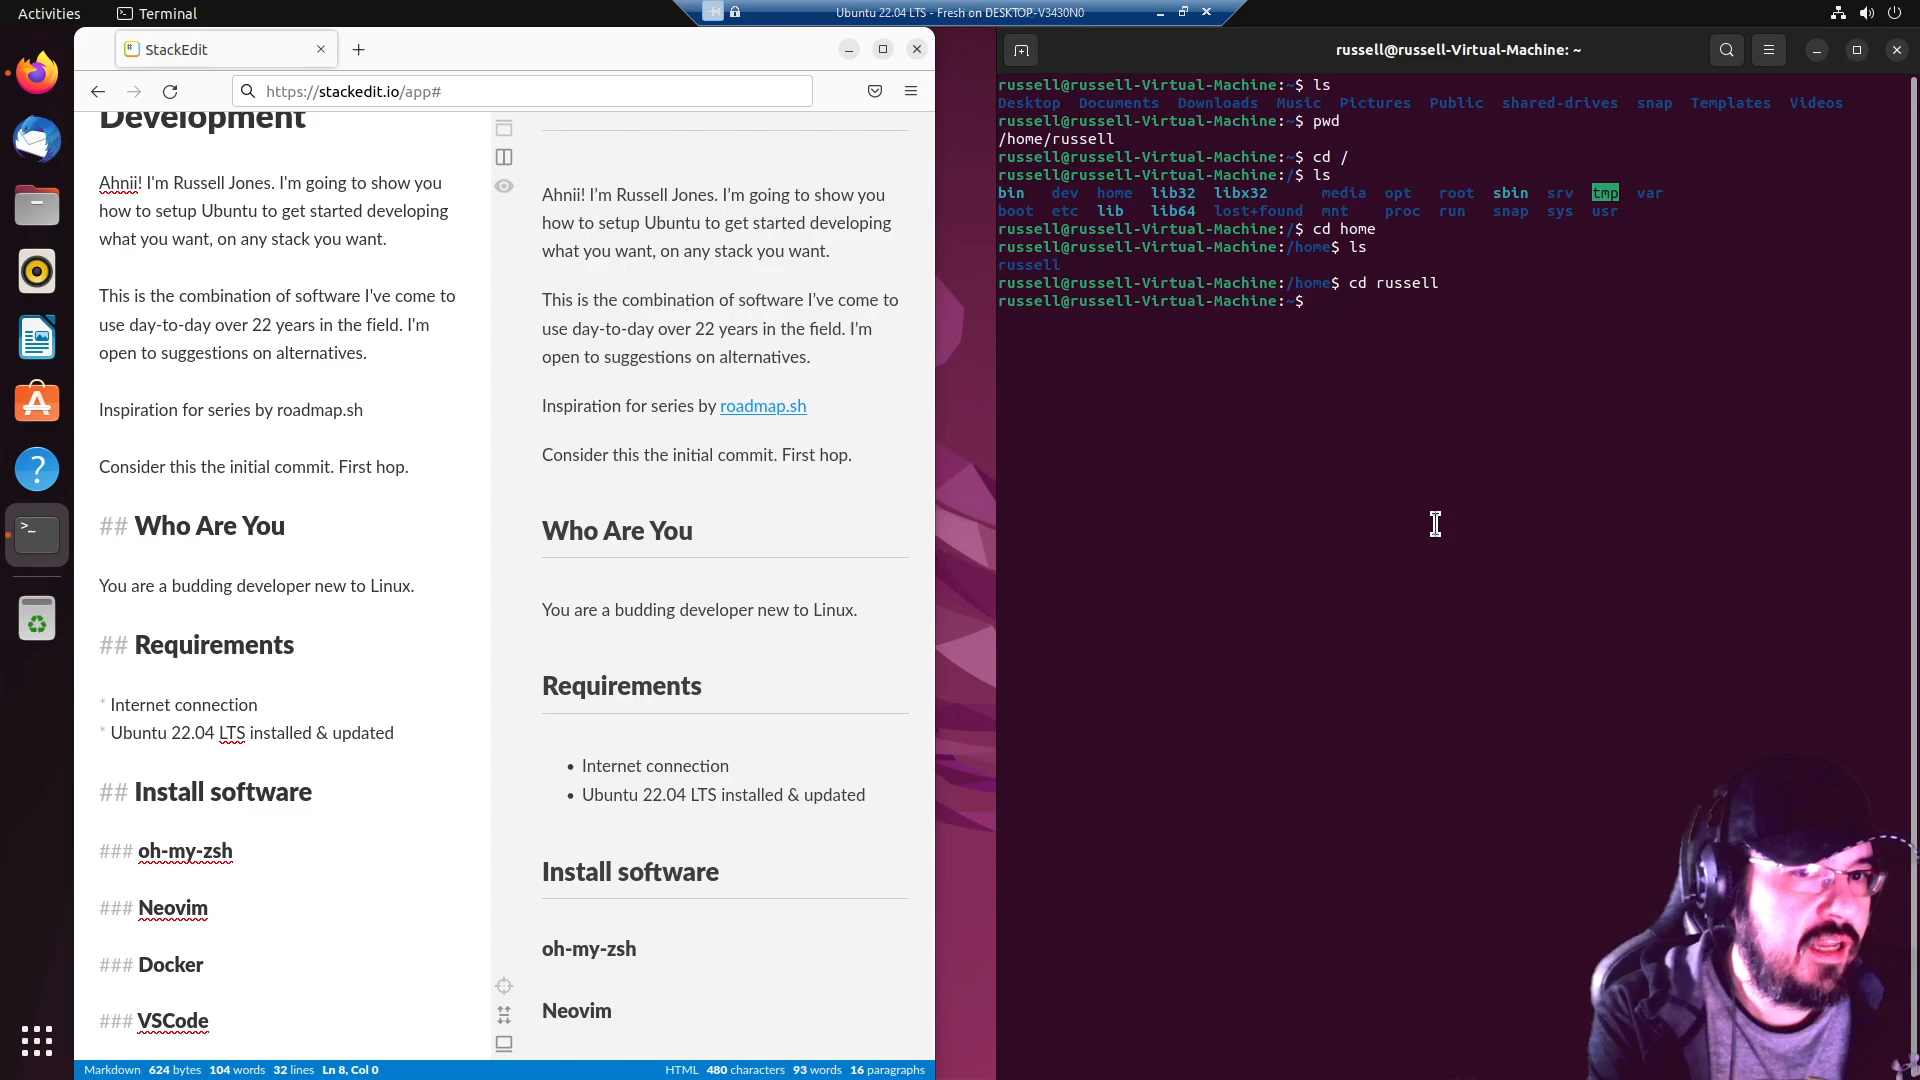 Activities
Terminal
Ubuntu 22.04 LTS - Fresh on DESKTOP-V3430N0
StackEdit
https://stackedit.io/app#
Development
Ahnii! I'm Russell Jones. I'm going to show you
how to setup Ubuntu to get started developing
what you want, on any stack you want.
This is the combination of software I've come to
use day-to-day over 22 years in the field. I'm
open to suggestions on alternatives.
Inspiration for series by roadmap.sh
Consider this the initial commit. First hop.
## Who Are You
You are a budding developer new to Linux.
## Requirements
* Internet connection
* Ubuntu 22.04 LTS installed & updated
## Install software
### oh-my-zsh
### Neovim
### Docker
### VSCode
Markdown 624 bytes 104 words 32 lines Ln 8, Col 0
Ahnii! I’m Russell Jones. I’m going to show you
how to setup Ubuntu to get started developing
what you want, on any stack you want.
This is the combination of software I’ve come to
use day-to-day over 22 years in the field. I’m
open to suggestions on alternatives.
Inspiration for series by roadmap.sh
Consider this the initial commit. First hop.
Who Are You
You are a budding developer new to Linux.
Requirements
• Internet connection
• Ubuntu 22.04 LTS installed & updated
Install software
oh-my-zsh
Neovim
HTML 480 characters 93 words 16 paragraphs
russell@russell-Virtual-Machine: ~
russell@russell-Virtual-Machine:~$ ls
Desktop Documents Downloads Music Pictures Public shared-drives snap Templates Videos
russell@russell-Virtual-Machine:~$ pwd
/home/russell
russell@russell-Virtual-Machine:~$ cd /
russell@russell-Virtual-Machine:/$ ls
bin dev home lib32 libx32 media opt root sbin srv tmp var
boot etc lib lib64 lost+found mnt proc run snap sys usr
russell@russell-Virtual-Machine:/$ cd home
russell@russell-Virtual-Machine:/home$ ls
russell
russell@russell-Virtual-Machine:/home$ cd russell
russell@russell-Virtual-Machine:~$